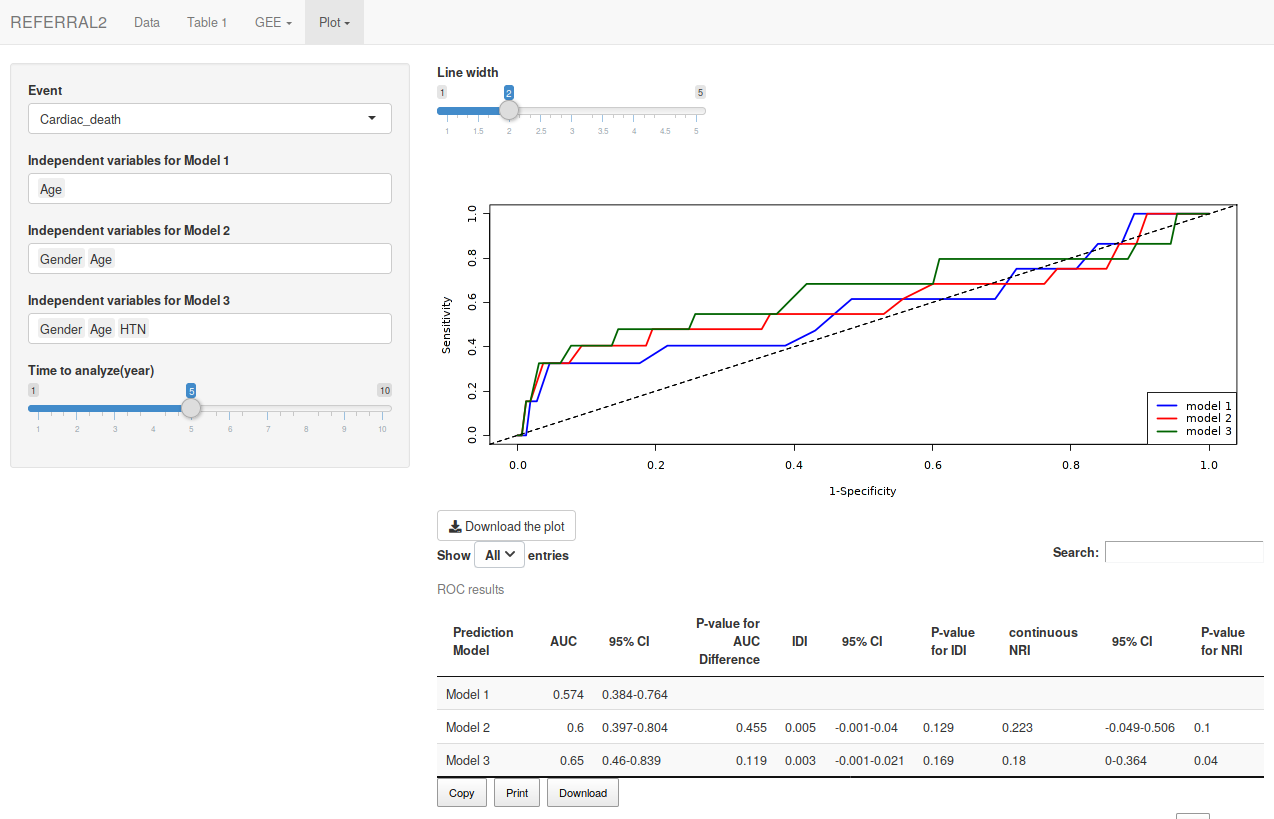 REFERRAL2 Data Table 1 GEE Plot
Event
Cardiac_death
Independent variables for Model 1
Age
Independent variables for Model 2
Gender Age
Independent variables for Model 3
Gender Age HTN
Time to analyze(year)
1 5 10
1 2 3 4 5 6 7 8 9 10
Line width
1 2 5
1 1.5 2 2.5 3 3.5 4 4.5 5
Sensitivity
1.0
0.8
0.6
0.4
0.2
0.0
model 1
model 2
model 3
0.0 0.2 0.4 0.6 0.8 1.0
1-Specificity
Download the plot
Show All entries
Search:
ROC results
Prediction Model AUC 95% CI P-value for AUC Difference IDI 95% CI P-value for IDI continuous NRI 95% CI P-value for NRI
Model 1 0.574 0.384-0.764
Model 2 0.6 0.397-0.804 0.455 0.005 -0.001-0.04 0.129 0.223 -0.049-0.506 0.1
Model 3 0.65 0.46-0.839 0.119 0.003 -0.001-0.021 0.169 0.18 0-0.364 0.04
Copy Print Download